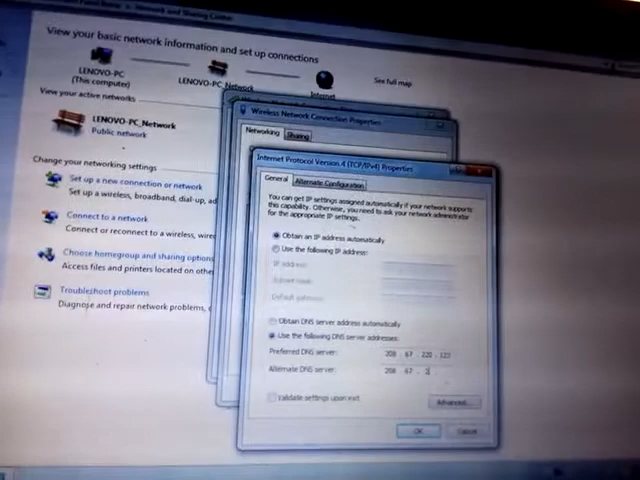 Network and Sharing Center
View your basic network information and set up connections
LENOVO-PC
(This computer)
LENOVO-PC_Network
Internet
See full map
View your active networks
LENOVO-PC_Network
Public network
Change your networking settings
Set up a new connection or network
Set up a wireless, broadband, dial-up, ad
Connect to a network
Connect or reconnect to a wireless, wire
Choose homegroup and sharing options
Access files and printers located on othe
Troubleshoot problems
Diagnose and repair network problems,
Wireless Network Connection Properties
Networking
Sharing
Internet Protocol Version 4 (TCP/IPv4) Properties
General
Alternate Configuration
You can get IP settings assigned automatically if your network supports
this capability. Otherwise, you need to ask your network administrator
for the appropriate IP settings.
Obtain an IP address automatically
Use the following IP address:
IP address:
Subnet mask:
Default gateway:
Obtain DNS server address automatically
Use the following DNS server addresses:
Preferred DNS server:
208 . 67 . 220 . 123
Alternate DNS server:
208 . 67 . 2
Validate settings upon exit
Advanced...
OK
Cancel